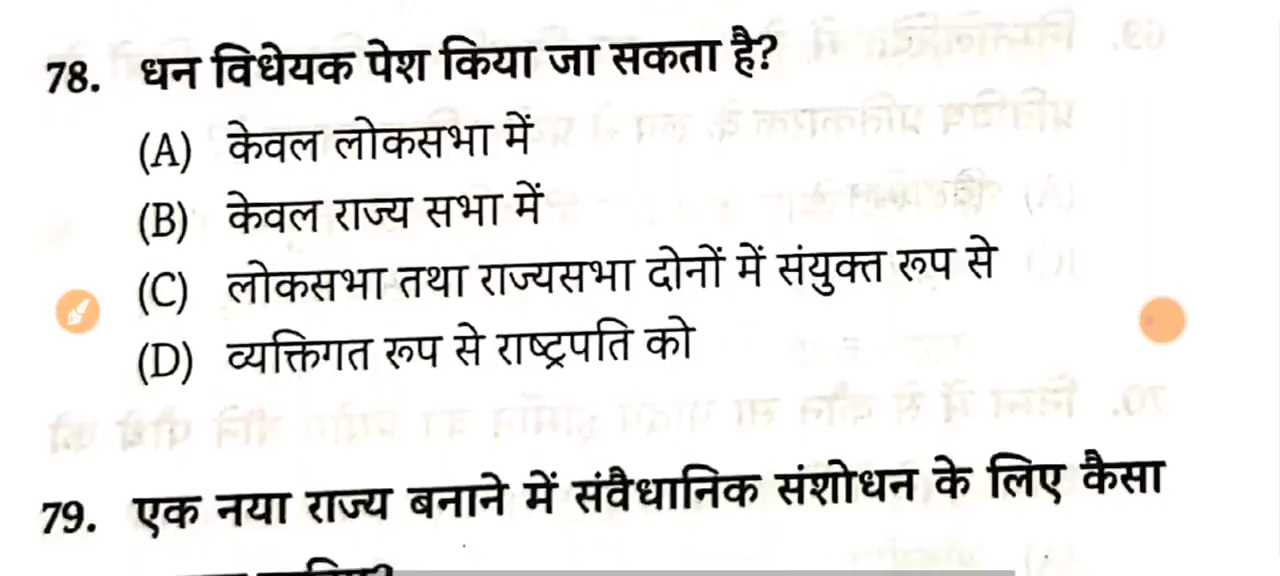 78. धन विधेयक पेश किया जा सकता है?
(A) केवल लोकसभा में
(B) केवल राज्य सभा में
(C) लोकसभा तथा राज्यसभा दोनों में संयुक्त रूप से
(D) व्यक्तिगत रूप से राष्ट्रपति को
79. एक नया राज्य बनाने में संवैधानिक संशोधन के लिए कैसा